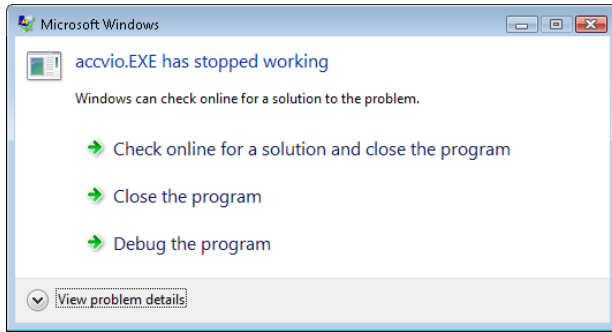 Microsoft Windows
accvio.EXE has stopped working
Windows can check online for a solution to the problem.
Check online for a solution and close the program
Close the program
Debug the program
View problem details